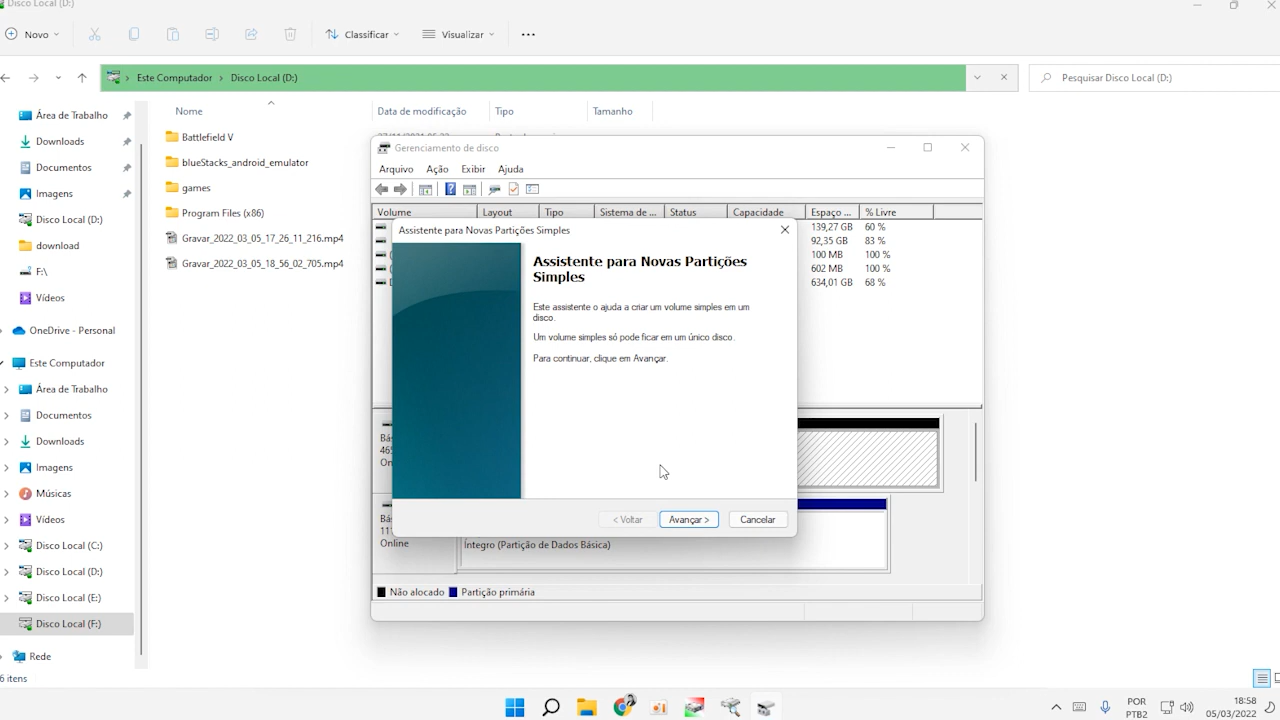 Disco Local (D:)
Novo
Classificar
Visualizar
Este Computador > Disco Local (D:)
Pesquisar Disco Local (D:)
Área de Trabalho
Downloads
Documentos
Imagens
Disco Local (D:)
download
F:\
Vídeos
OneDrive - Personal
Este Computador
Área de Trabalho
Documentos
Downloads
Imagens
Músicas
Vídeos
Disco Local (C:)
Disco Local (D:)
Disco Local (E:)
Disco Local (F:)
Rede
6 itens
Nome
Data de modificação
Tipo
Tamanho
Battlefield V
blueStacks_android_emulator
games
Program Files (x86)
Gravar_2022_03_05_17_26_11_216.mp4
Gravar_2022_03_05_18_56_02_705.mp4
Gerenciamento de disco
Arquivo Ação Exibir Ajuda
Volume Layout Tipo Sistema de ... Status Capacidade Espaço ... % Livre
139,27 GB 60 %
92,35 GB 83 %
100 MB 100 %
602 MB 100 %
634,01 GB 68 %
Assistente para Novas Partições Simples
Assistente para Novas Partições
Simples
Este assistente o ajuda a criar um volume simples em um
disco.
Um volume simples só pode ficar em um único disco.
Para continuar, clique em Avançar.
< Voltar
Avançar >
Cancelar
Online
Íntegro (Partição de Dados Básica)
Não alocado
Partição primária
POR
PTB2
18:58
05/03/2022